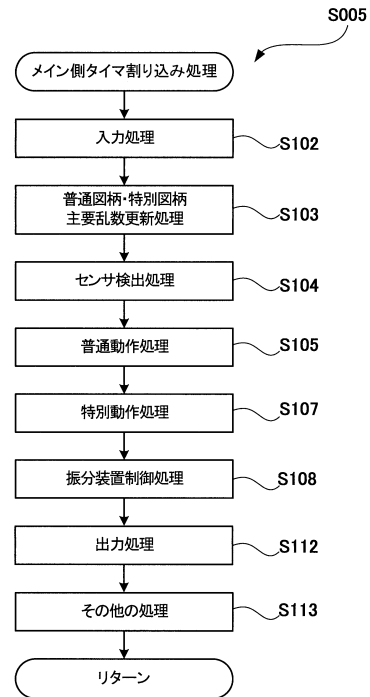 S005
メイン側タイマ割り込み処理
入力処理
S102
普通図柄・特別図柄
主要乱数更新処理
S103
センサ検出処理
S104
普通動作処理
S105
特別動作処理
S107
振分装置制御処理
S108
出力処理
S112
その他の処理
S113
リターン